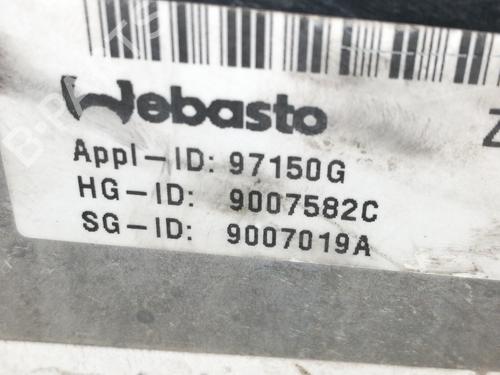 Webasto
Appl-ID: 97150G
HG-ID: 9007582C
SG-ID: 9007019A